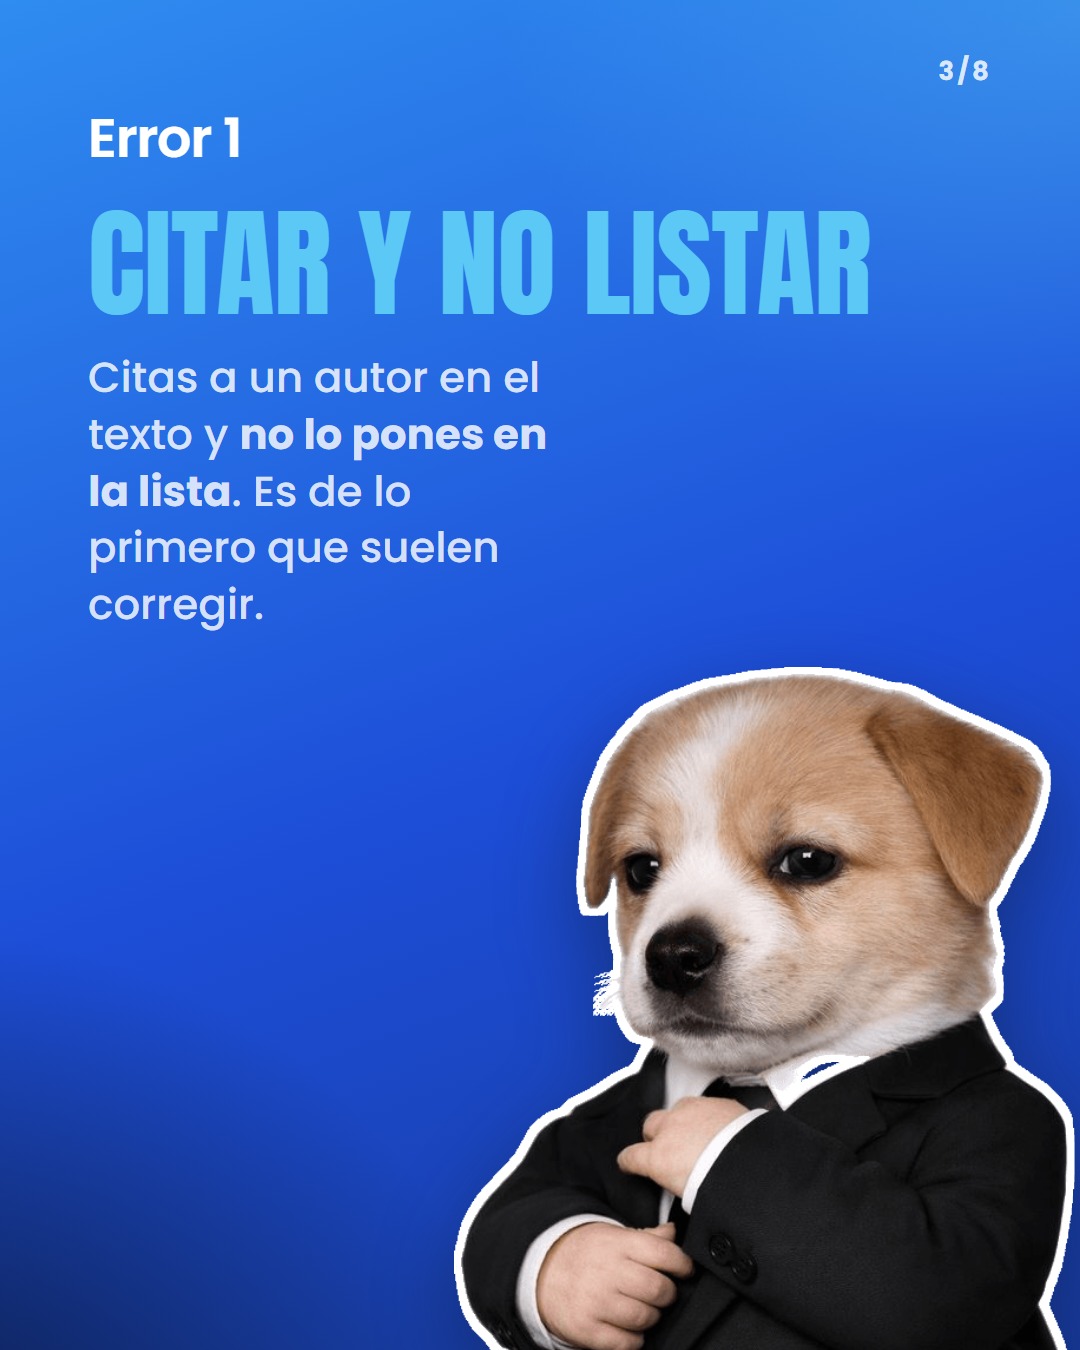 3/8
Error 1
CITAR Y NO LISTAR
Citas a un autor en el
texto y no lo pones en
la lista. Es de lo
primero que suelen
corregir.